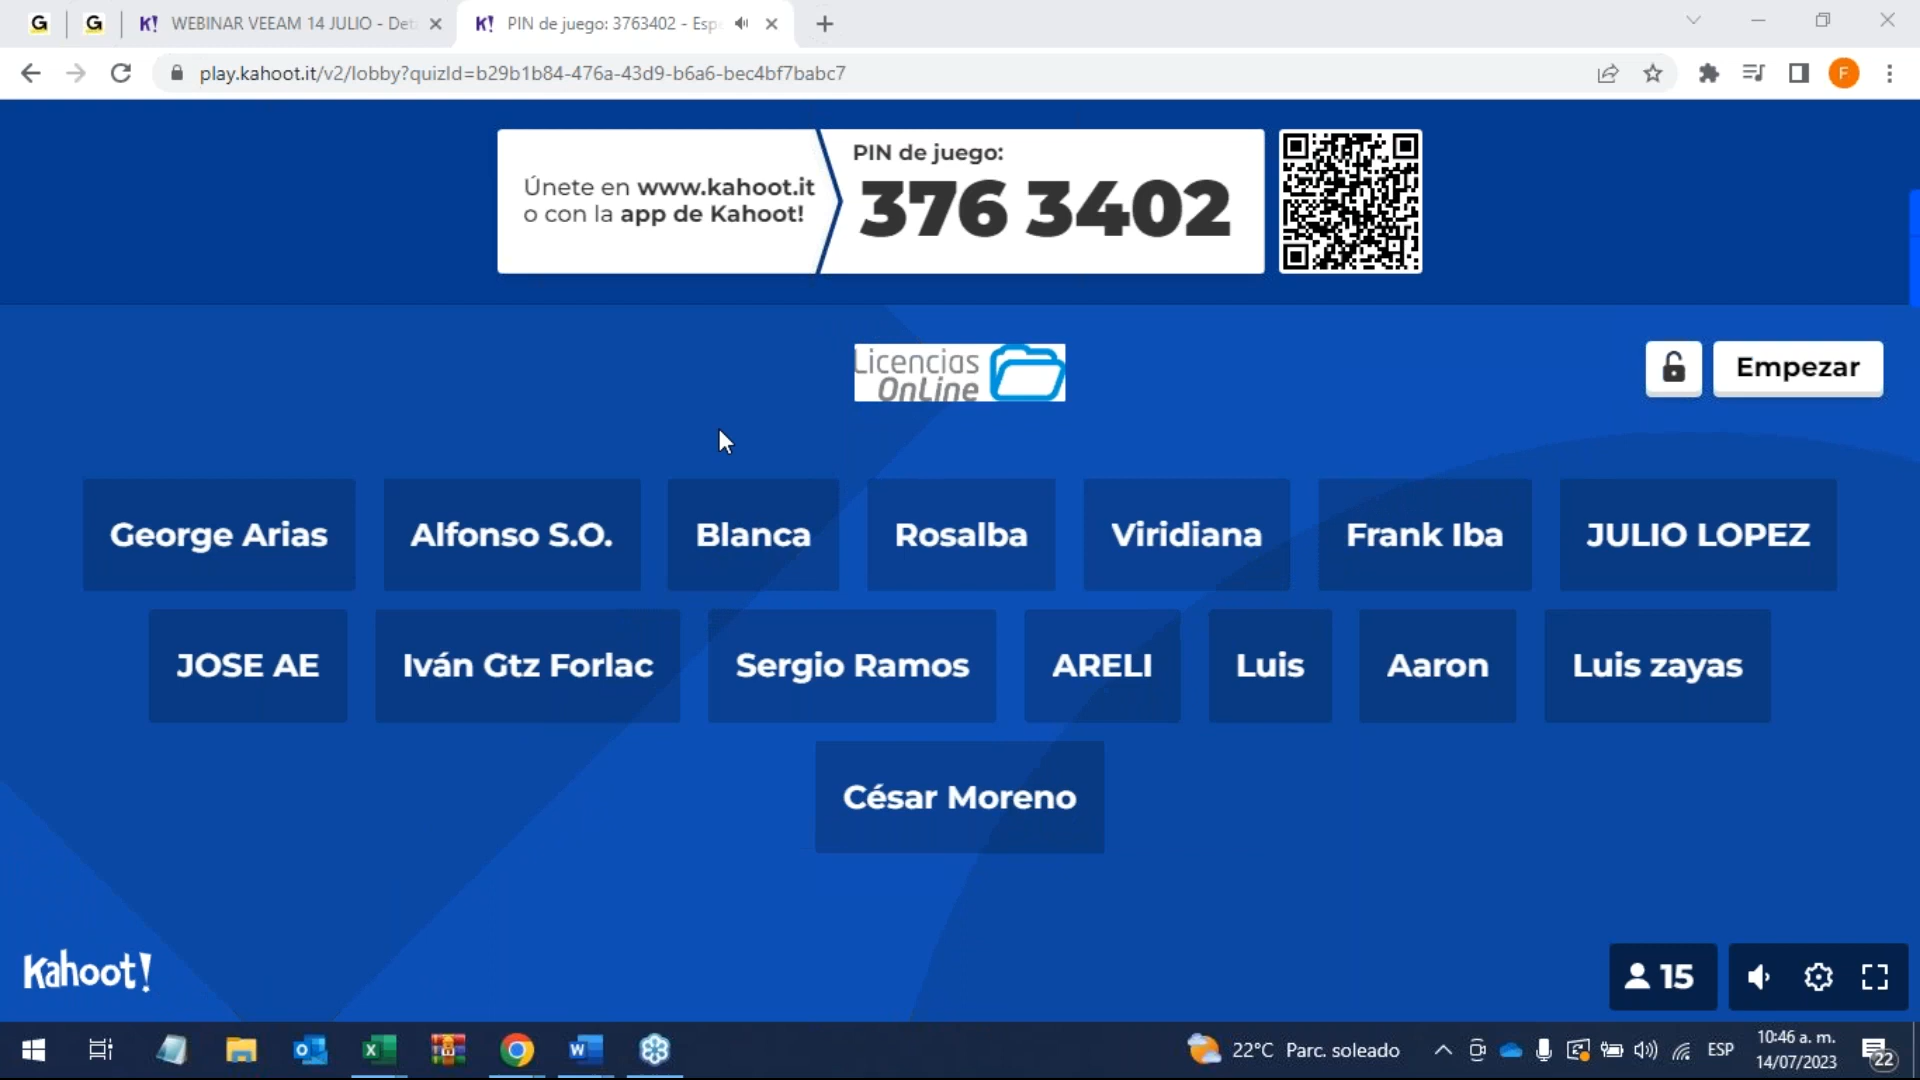 G
G
K! WEBINAR VEEAM 14 JULIO - Det
K! PIN de juego: 3763402 - Esp
play.kahoot.it/v2/lobby?quizId=b29b1b84-476a-43d9-b6a6-bec4bf7babc7
F
Únete en www.kahoot.it
o con la app de Kahoot!
PIN de juego:
376 3402
Licencias
OnLine
Empezar
George Arias
Alfonso S.O.
Blanca
Rosalba
Viridiana
Frank Iba
JULIO LOPEZ
JOSE AE
Iván Gtz Forlac
Sergio Ramos
ARELI
Luis
Aaron
Luis zayas
César Moreno
Kahoot!
15
22°C Parc. soleado
ESP
10:46 a. m.
14/07/2023
22